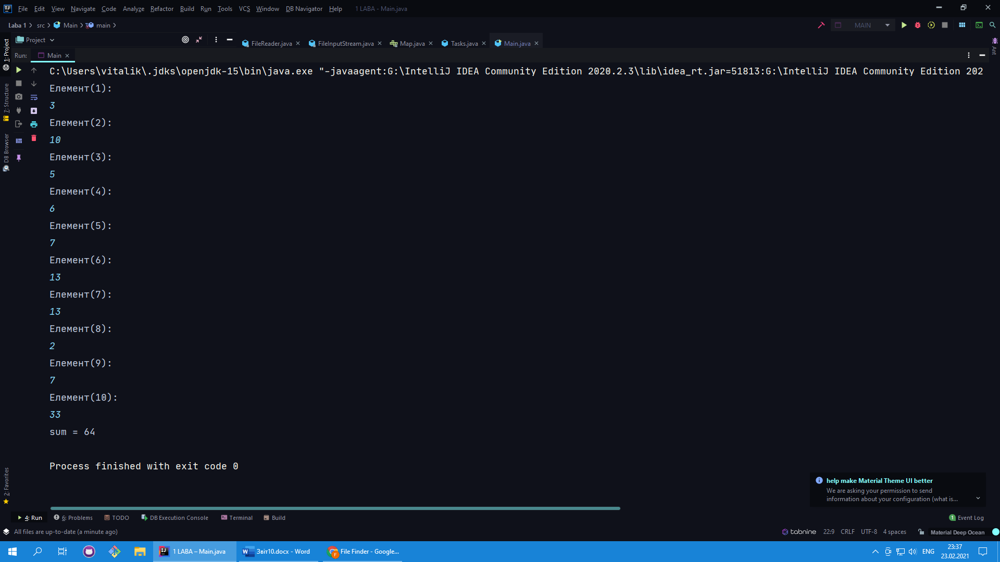 File Edit View Navigate Code Analyze Refactor Build Run Tools VCS Window DB Navigator Help 1 LABA - Main.java
Laba 1 src Main main MAIN
Project FileReader.java FileInputStream.java Map.java Tasks.java Main.java
Run: Main
1: Project
7: Structure
DB Browser
2: Favorites
Ant
C:\Users\vitalik\.jdks\openjdk-15\bin\java.exe "-javaagent:G:\IntelliJ IDEA Community Edition 2020.2.3\lib\idea_rt.jar=51813:G:\IntelliJ IDEA Community Edition 202
Елемент(1):
3
Елемент(2):
10
Елемент(3):
5
Елемент(4):
6
Елемент(5):
7
Елемент(6):
13
Елемент(7):
13
Елемент(8):
2
Елемент(9):
7
Елемент(10):
33
sum = 64
Process finished with exit code 0
help make Material Theme UI better
We are asking your permission to send
information about your configuration (what is...
4: Run 6: Problems TODO DB Execution Console Terminal Build 1 Event Log
All files are up-to-date (a minute ago) tabnine 22:9 CRLF UTF-8 4 spaces Material Deep Ocean
1 LABA – Main.java Звіт10.docx - Word File Finder - Google... ENG 23:37
23.02.2021